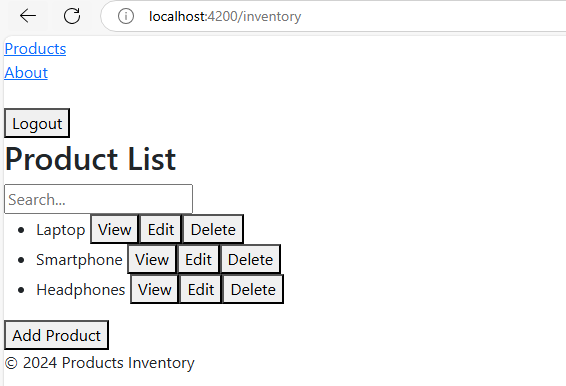 localhost:4200/inventory
Products
About
Logout
Product List
Search...
Laptop View Edit Delete
Smartphone View Edit Delete
Headphones View Edit Delete
Add Product
© 2024 Products Inventory